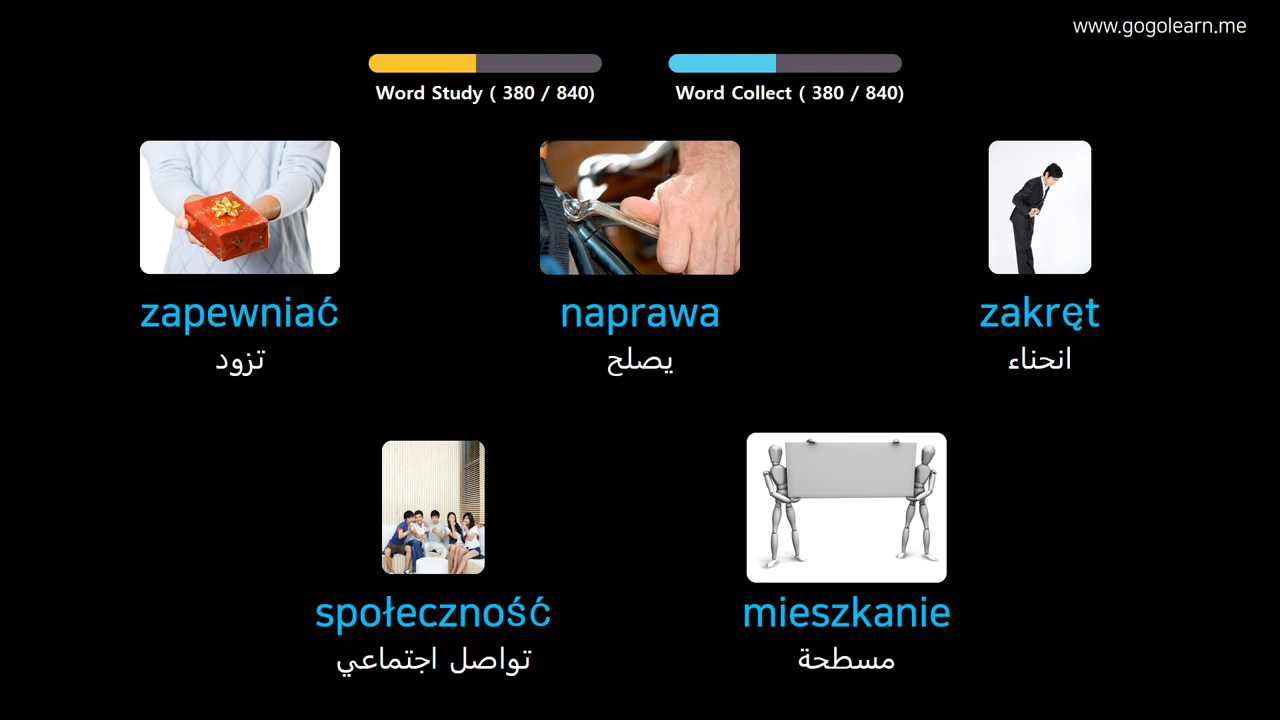 www.gogolearn.me
Word Study ( 380 / 840)
Word Collect ( 380 / 840)
zapewniać
تزود
naprawa
يصلح
zakręt
انحناء
społeczność
تواصل اجتماعي
mieszkanie
مسطحة